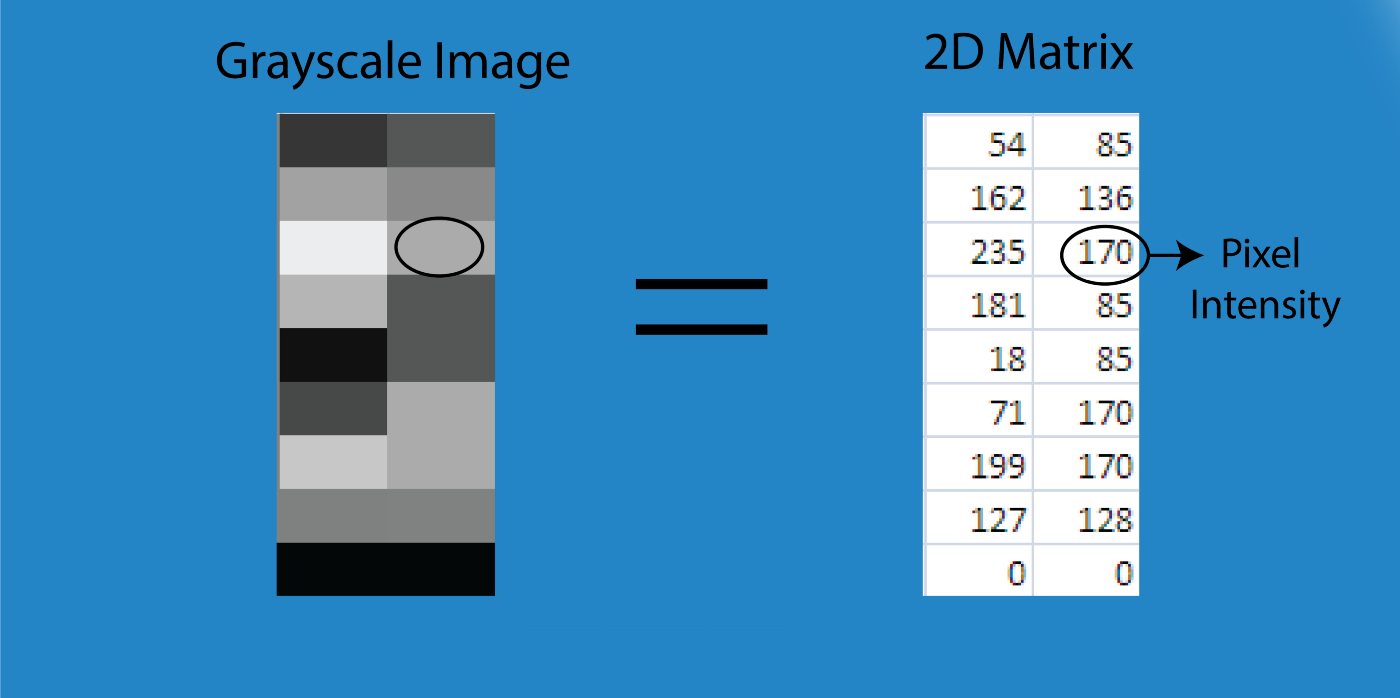 Grayscale Image
2D Matrix
54 85
162 136
235 170
Pixel
Intensity
181 85
18 85
71 170
199 170
127 128
0 0